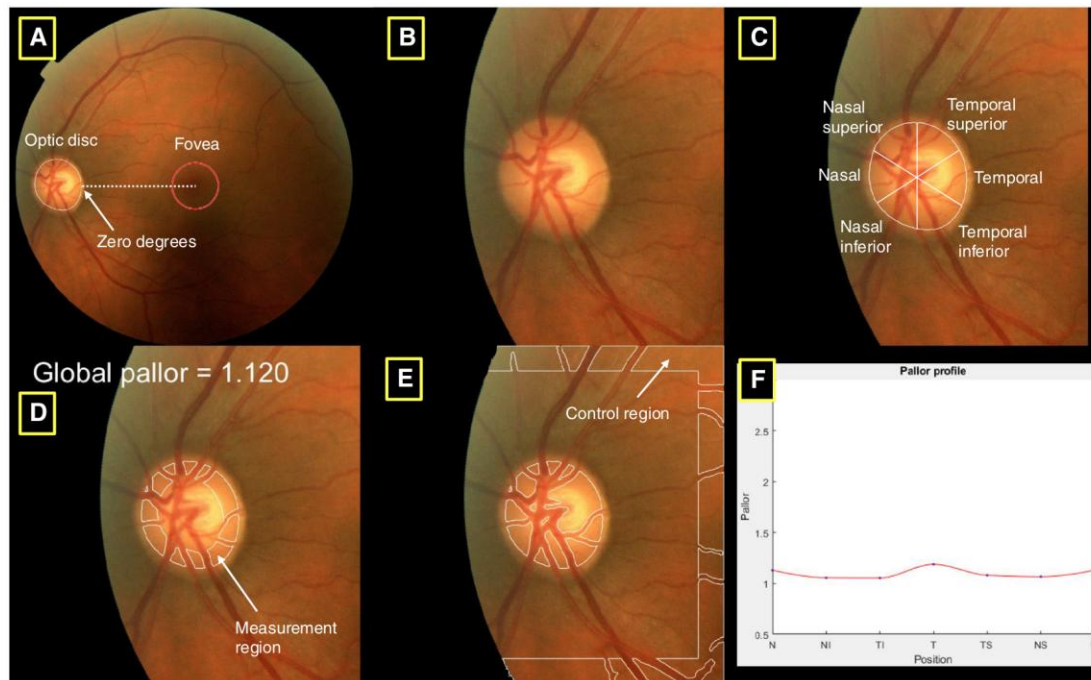 A
Optic disc
Fovea
Zero degrees
B
C
Nasal
superior
Temporal
superior
Nasal
Temporal
Nasal
inferior
Temporal
inferior
Global pallor = 1.120
D
Measurement
region
E
Control region
F
Pallor profile
2.5
2
1.5
1
0.5
Pallor
N
NI
TI
T
TS
NS
Position